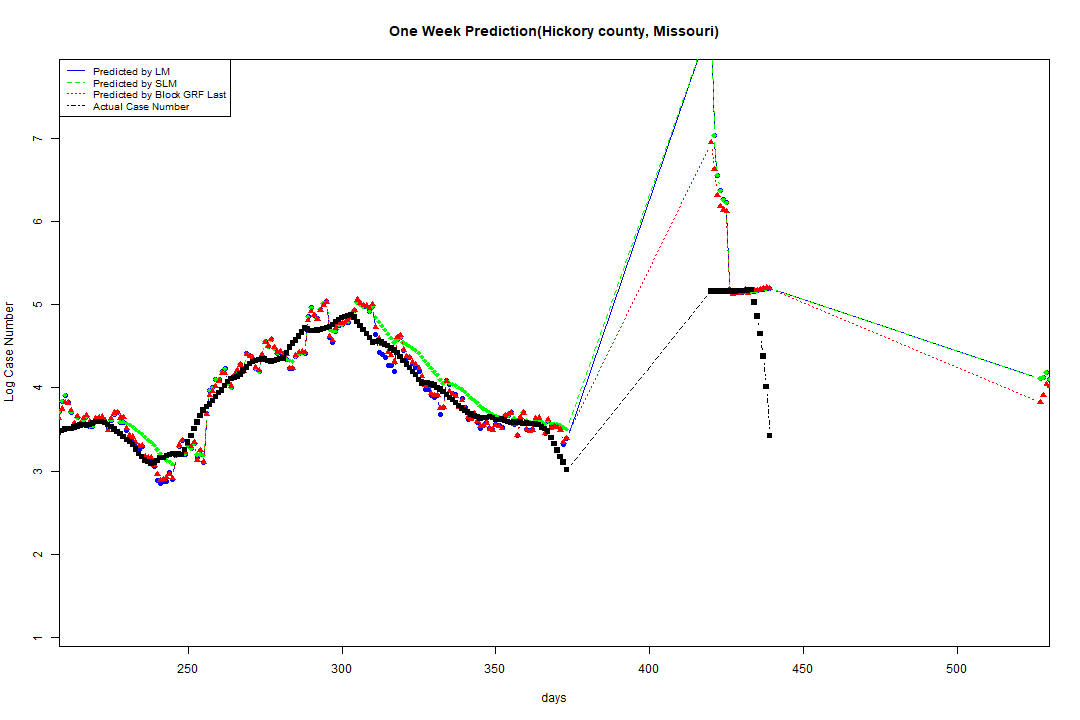 One Week Prediction(Hickory county, Missouri)
Predicted by LM
Predicted by SLM
Predicted by Block GRF Last
Actual Case Number
7
6
5
4
3
2
1
Log Case Number
250 300 350 400 450 500
days